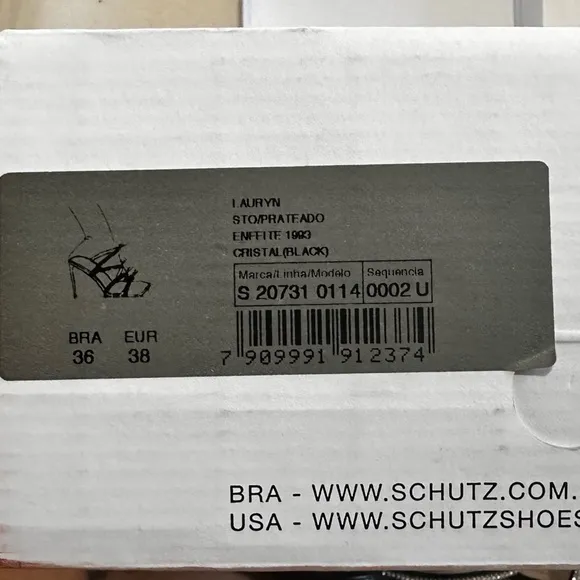 LAURYN
STO/PRATEADO
ENFEITE 1993
CRISTAL(BLACK)
Marca/Linha/Modelo Sequencia
S 20731 0114 0002 U
BRA EUR
36 38
7 909991 912374
BRA - WWW.SCHUTZ.COM.
USA - WWW.SCHUTZSHOES